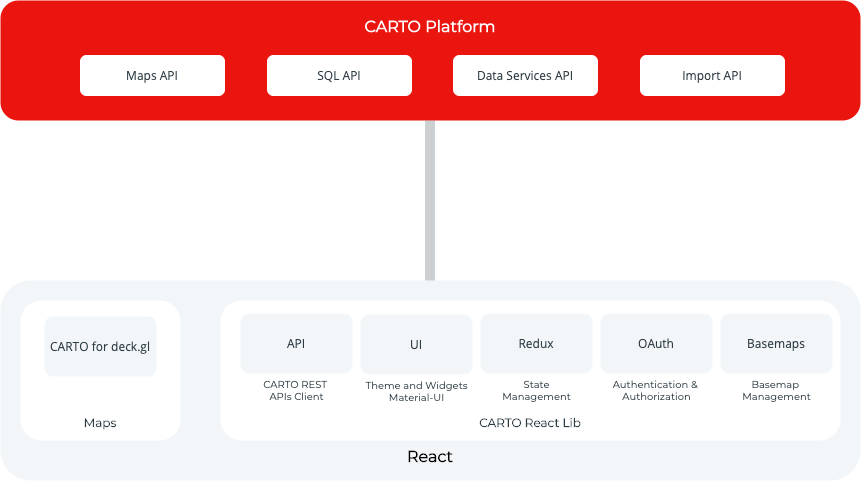 CARTO Platform
Maps API
SQL API
Data Services API
Import API
CARTO for deck.gl
Maps
API
CARTO REST
APIs Client
UI
Theme and Widgets
Material-UI
Redux
State
Management
OAuth
Authentication &
Authorization
Basemaps
Basemap
Management
CARTO React Lib
React